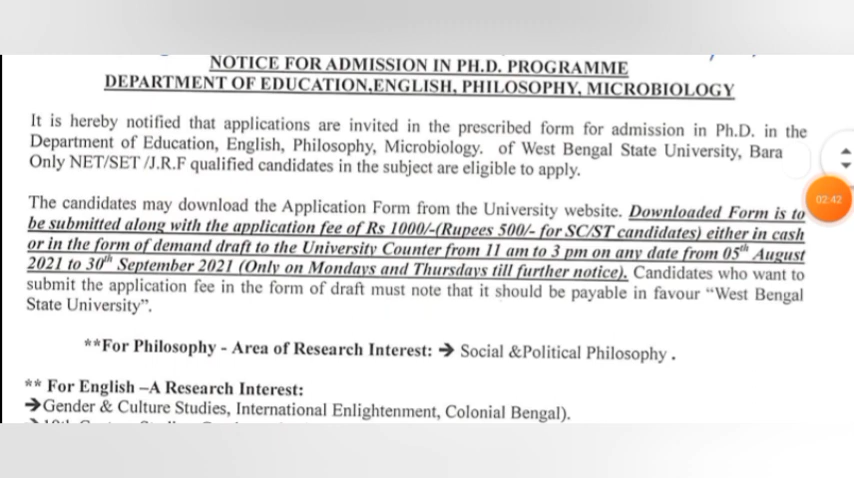 NOTICE FOR ADMISSION IN PH.D. PROGRAMME
DEPARTMENT OF EDUCATION,ENGLISH, PHILOSOPHY, MICROBIOLOGY
It is hereby notified that applications are invited in the prescribed form for admission in Ph.D. in the
Department of Education, English, Philosophy, Microbiology. of West Bengal State University, Bara
Only NET/SET /J.R.F qualified candidates in the subject are eligible to apply.
The candidates may download the Application Form from the University website. Downloaded Form is to
be submitted along with the application fee of Rs 1000/-(Rupees 500/- for SC/ST candidates) either in cash
or in the form of demand draft to the University Counter from 11 am to 3 pm on any date from 05th August
2021 to 30th September 2021 (Only on Mondays and Thursdays till further notice). Candidates who want to
submit the application fee in the form of draft must note that it should be payable in favour “West Bengal
State University”.
**For Philosophy - Area of Research Interest: ➔ Social &Political Philosophy .
** For English –A Research Interest:
➔Gender & Culture Studies, International Enlightenment, Colonial Bengal).
02:42